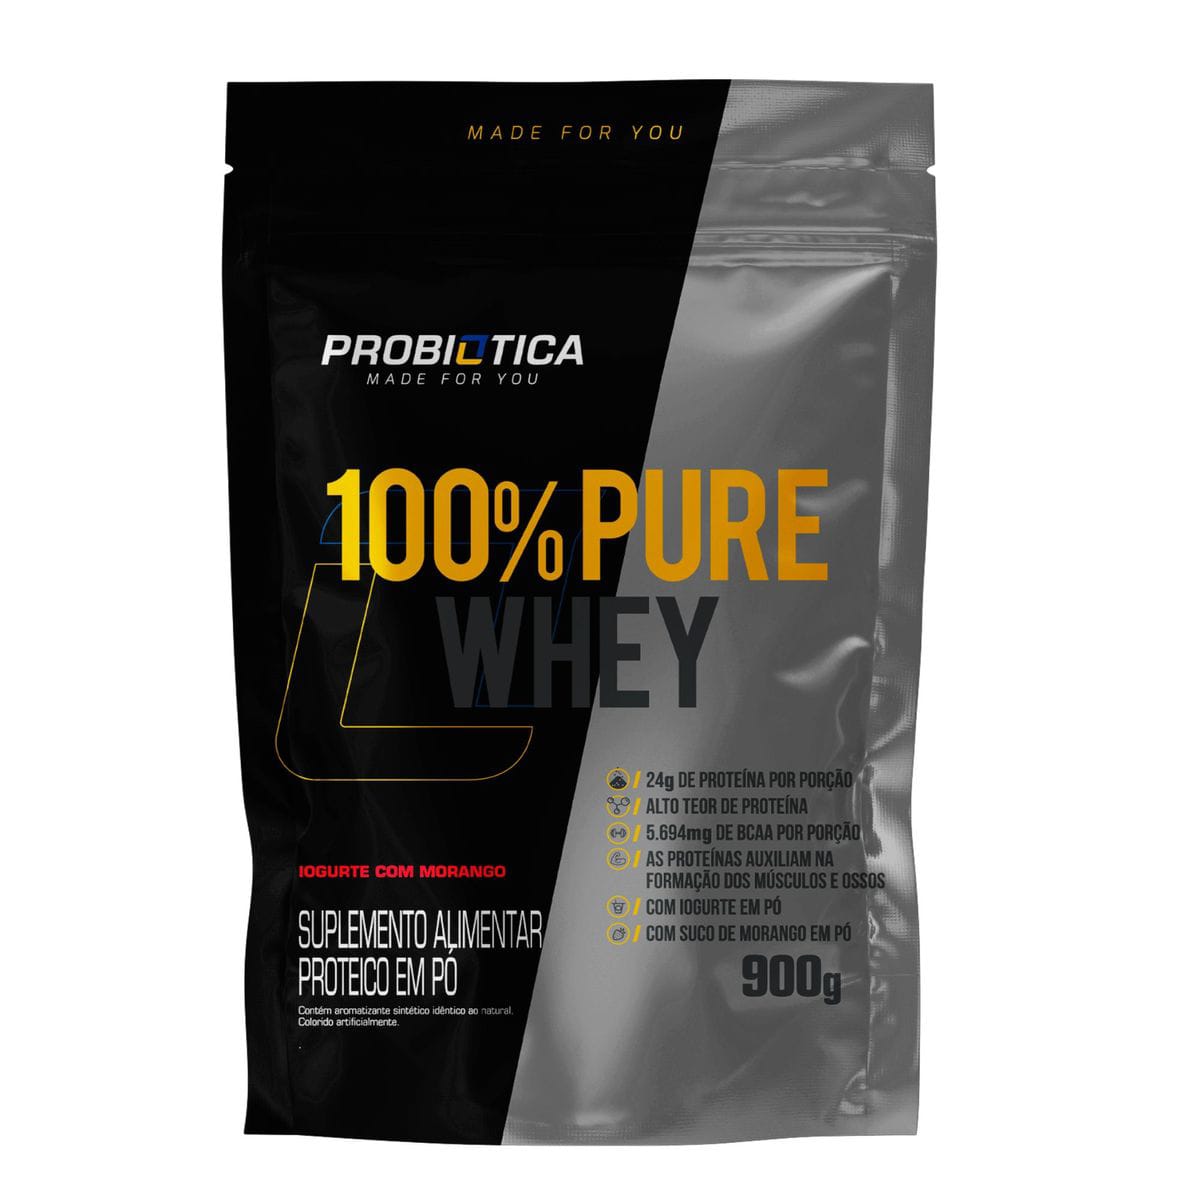 MADE FOR YOU
PROBIOTICA
MADE FOR YOU
100% PURE
WHEY
24g DE PROTEÍNA POR PORÇÃO
ALTO TEOR DE PROTEÍNA
5.694mg DE BCAA POR PORÇÃO
AS PROTEÍNAS AUXILIAM NA
FORMAÇÃO DOS MÚSCULOS E OSSOS
COM IOGURTE EM PÓ
COM SUCO DE MORANGO EM PÓ
900g
IOGURTE COM MORANGO
SUPLEMENTO ALIMENTAR
PROTEICO EM PÓ
Contém aromatizante sintético idêntico ao natural.
Colorido artificialmente.